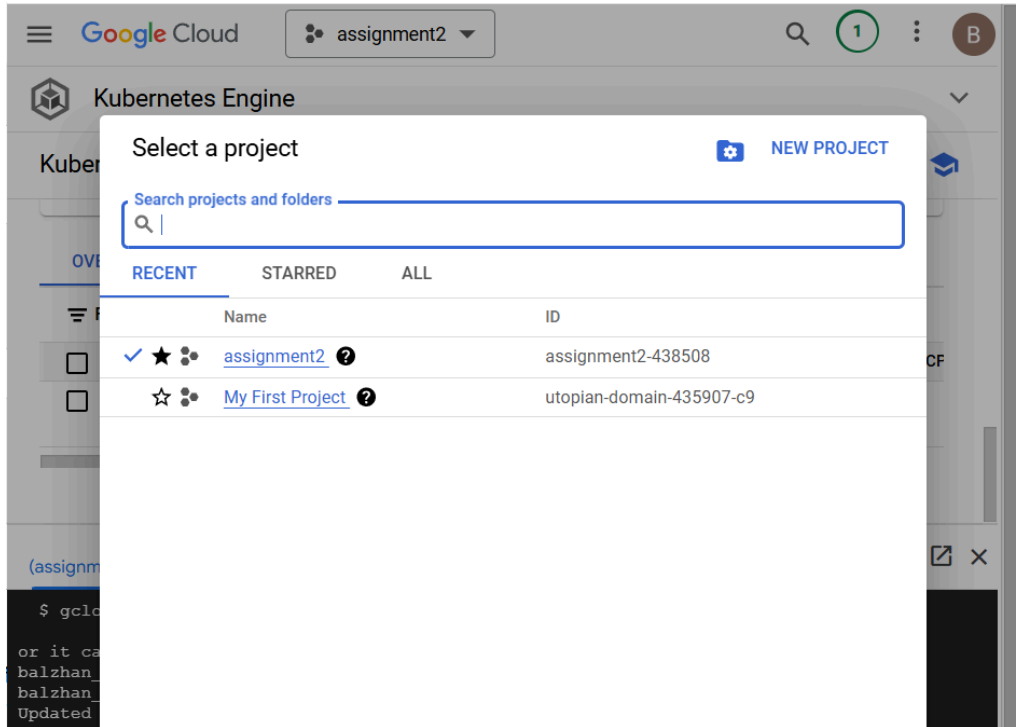 Google Cloud
assignment2
1
B
Kubernetes Engine
Kuber
Select a project
NEW PROJECT
Search projects and folders
OVE
RECENT STARRED ALL
F
Name ID
assignment2 ? assignment2-438508
CF
My First Project ? utopian-domain-435907-c9
(assignm
$ gclo
or it ca
balzhan_
balzhan_
Updated